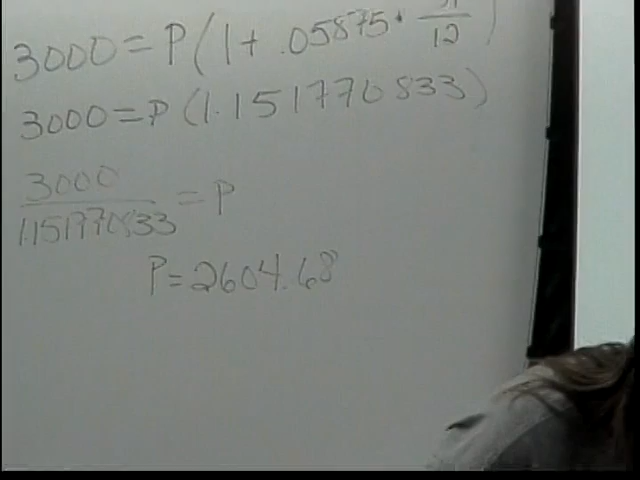 3000 = P(1 + .05875 · 31/12)
3000 = P(1.151770833)
3000/1.151770833 = P
P = 2604.68